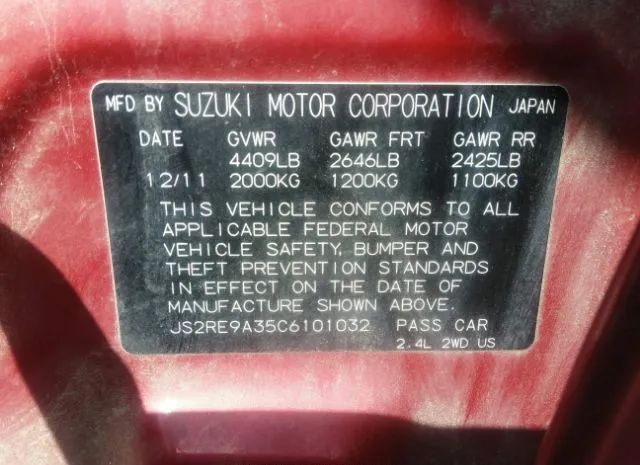 MFD BY SUZUKI MOTOR CORPORATION JAPAN
DATE GVWR GAWR FRT GAWR RR
4409LB 2646LB 2425LB
12/11 2000KG 1200KG 1100KG
THIS VEHICLE CONFORMS TO ALL
APPLICABLE FEDERAL MOTOR
VEHICLE SAFETY, BUMPER AND
THEFT PREVENTION STANDARDS
IN EFFECT ON THE DATE OF
MANUFACTURE SHOWN ABOVE.
JS2RE9A35C6101032 PASS CAR
2.4L 2WD US